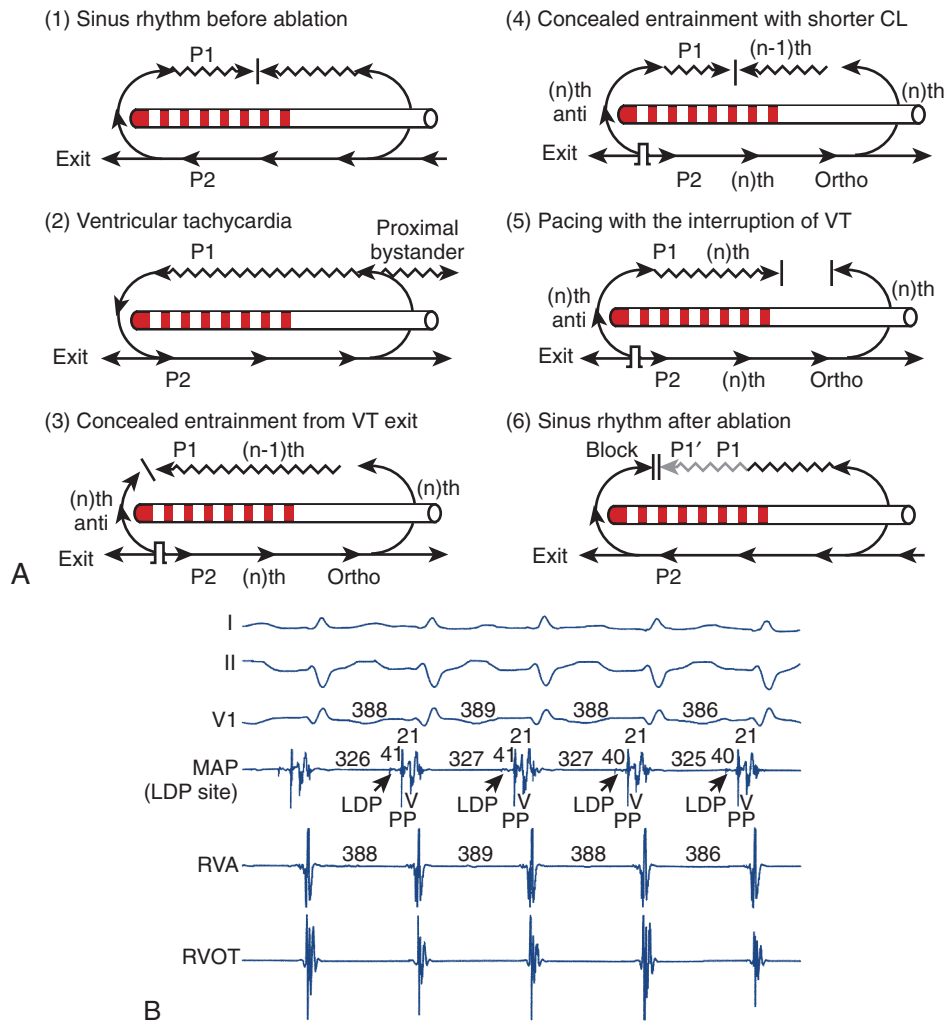 (1) Sinus rhythm before ablation
P1
Exit
P2
(2) Ventricular tachycardia
P1
Proximal
bystander
Exit
P2
(3) Concealed entrainment from VT exit
P1
(n-1)th
(n)th
anti
(n)th
Exit
P2
(n)th
Ortho
(4) Concealed entrainment with shorter CL
P1
(n-1)th
(n)th
anti
(n)th
Exit
P2
(n)th
Ortho
(5) Pacing with the interruption of VT
P1
(n)th
(n)th
anti
(n)th
Exit
P2
(n)th
Ortho
(6) Sinus rhythm after ablation
Block
P1′
P1
Exit
P2
A
I
II
V1
388 389 388 386
21 21 21 21
MAP
(LDP site)
326 41 327 41 327 40 325 40
LDP V LDP V LDP V LDP V
PP PP PP PP
RVA
388 389 388 386
RVOT
B